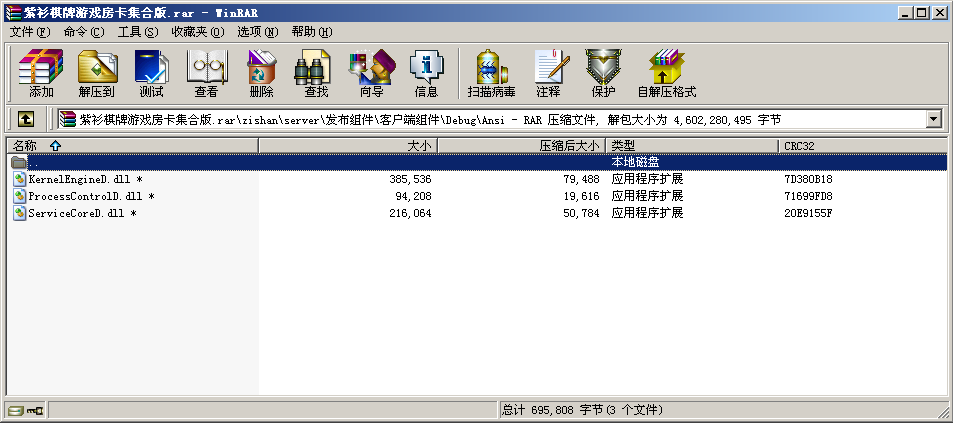 紫衫棋牌游戏房卡集合版.rar - WinRAR
文件(F) 命令(C) 工具(S) 收藏夹(O) 选项(N) 帮助(H)
添加 解压到 测试 查看 删除 查找 向导 信息 扫描病毒 注释 保护 自解压格式
紫衫棋牌游戏房卡集合版.rar\zishan\server\发布组件\客户端组件\Debug\Ansi - RAR 压缩文件, 解包大小为 4,602,280,495 字节
名称 大小 压缩后大小 类型 CRC32
.. 本地磁盘
KernelEngineD.dll * 385,536 79,488 应用程序扩展 7D380B18
ProcessControlD.dll * 94,208 19,616 应用程序扩展 71699FD8
ServiceCoreD.dll * 216,064 50,784 应用程序扩展 20E9155F
总计 695,808 字节(3 个文件)